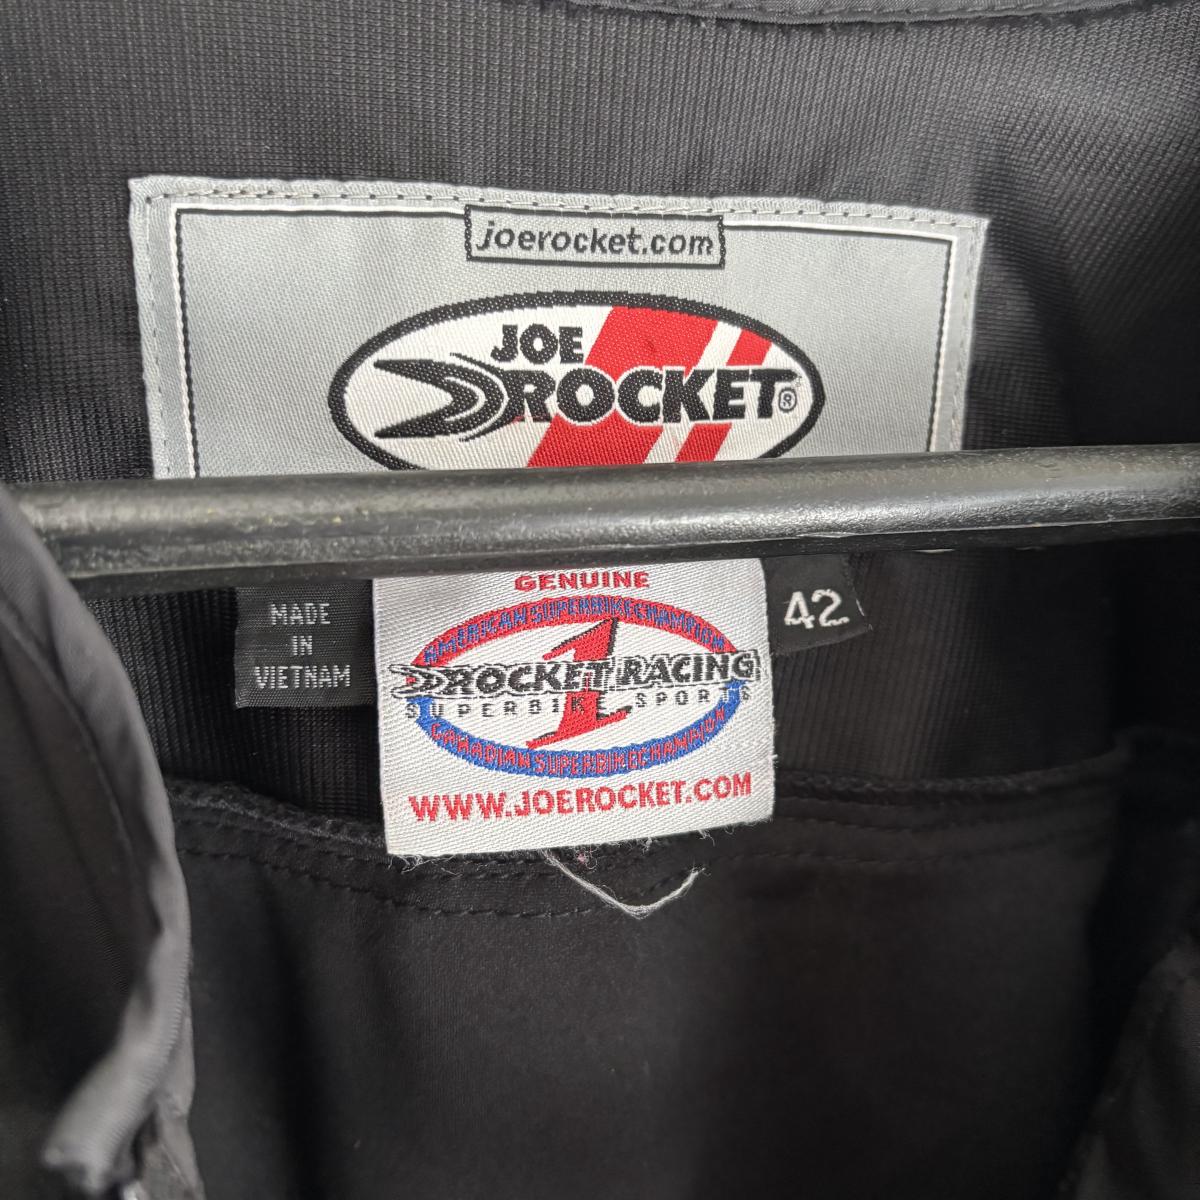 joerocket.com
JOE
ROCKET®
GENUINE
AMERICAN SUPERBIKE CHAMPION
1
ROCKET RACING
SUPERBIKE SPORTS
CANADIAN SUPERBIKE CHAMPION
WWW.JOEROCKET.COM
MADE
IN
VIETNAM
42